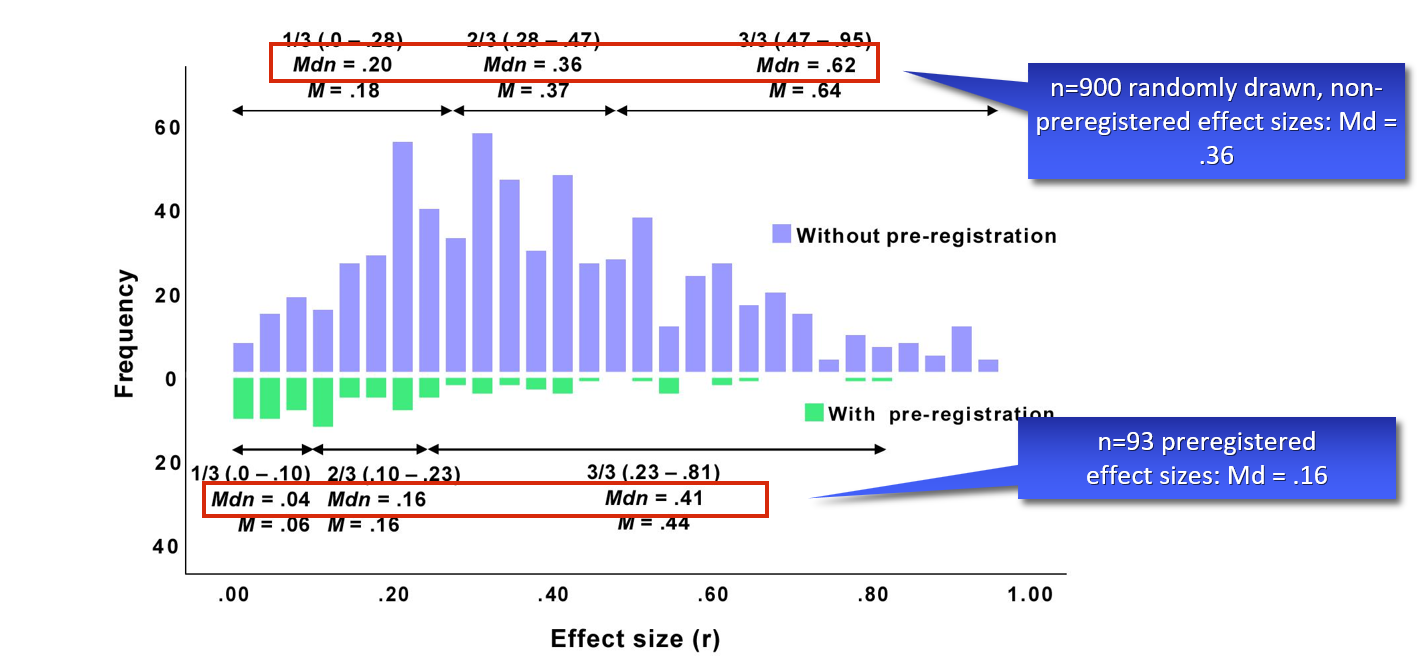 1/3 (.0 – .28) 2/3 (.28 – .47) 3/3 (.47 – .95)
Mdn = .20 Mdn = .36 Mdn = .62
M = .18 M = .37 M = .64
n=900 randomly drawn, non-
preregistered effect sizes: Md =
.36
60
40
20
0
20
40
Frequency
Without pre-registration
With pre-registration
n=93 preregistered
effect sizes: Md = .16
1/3 (.0 – .10) 2/3 (.10 – .23) 3/3 (.23 – .81)
Mdn = .04 Mdn = .16 Mdn = .41
M = .06 M = .16 M = .44
.00 .20 .40 .60 .80 1.00
Effect size (r)